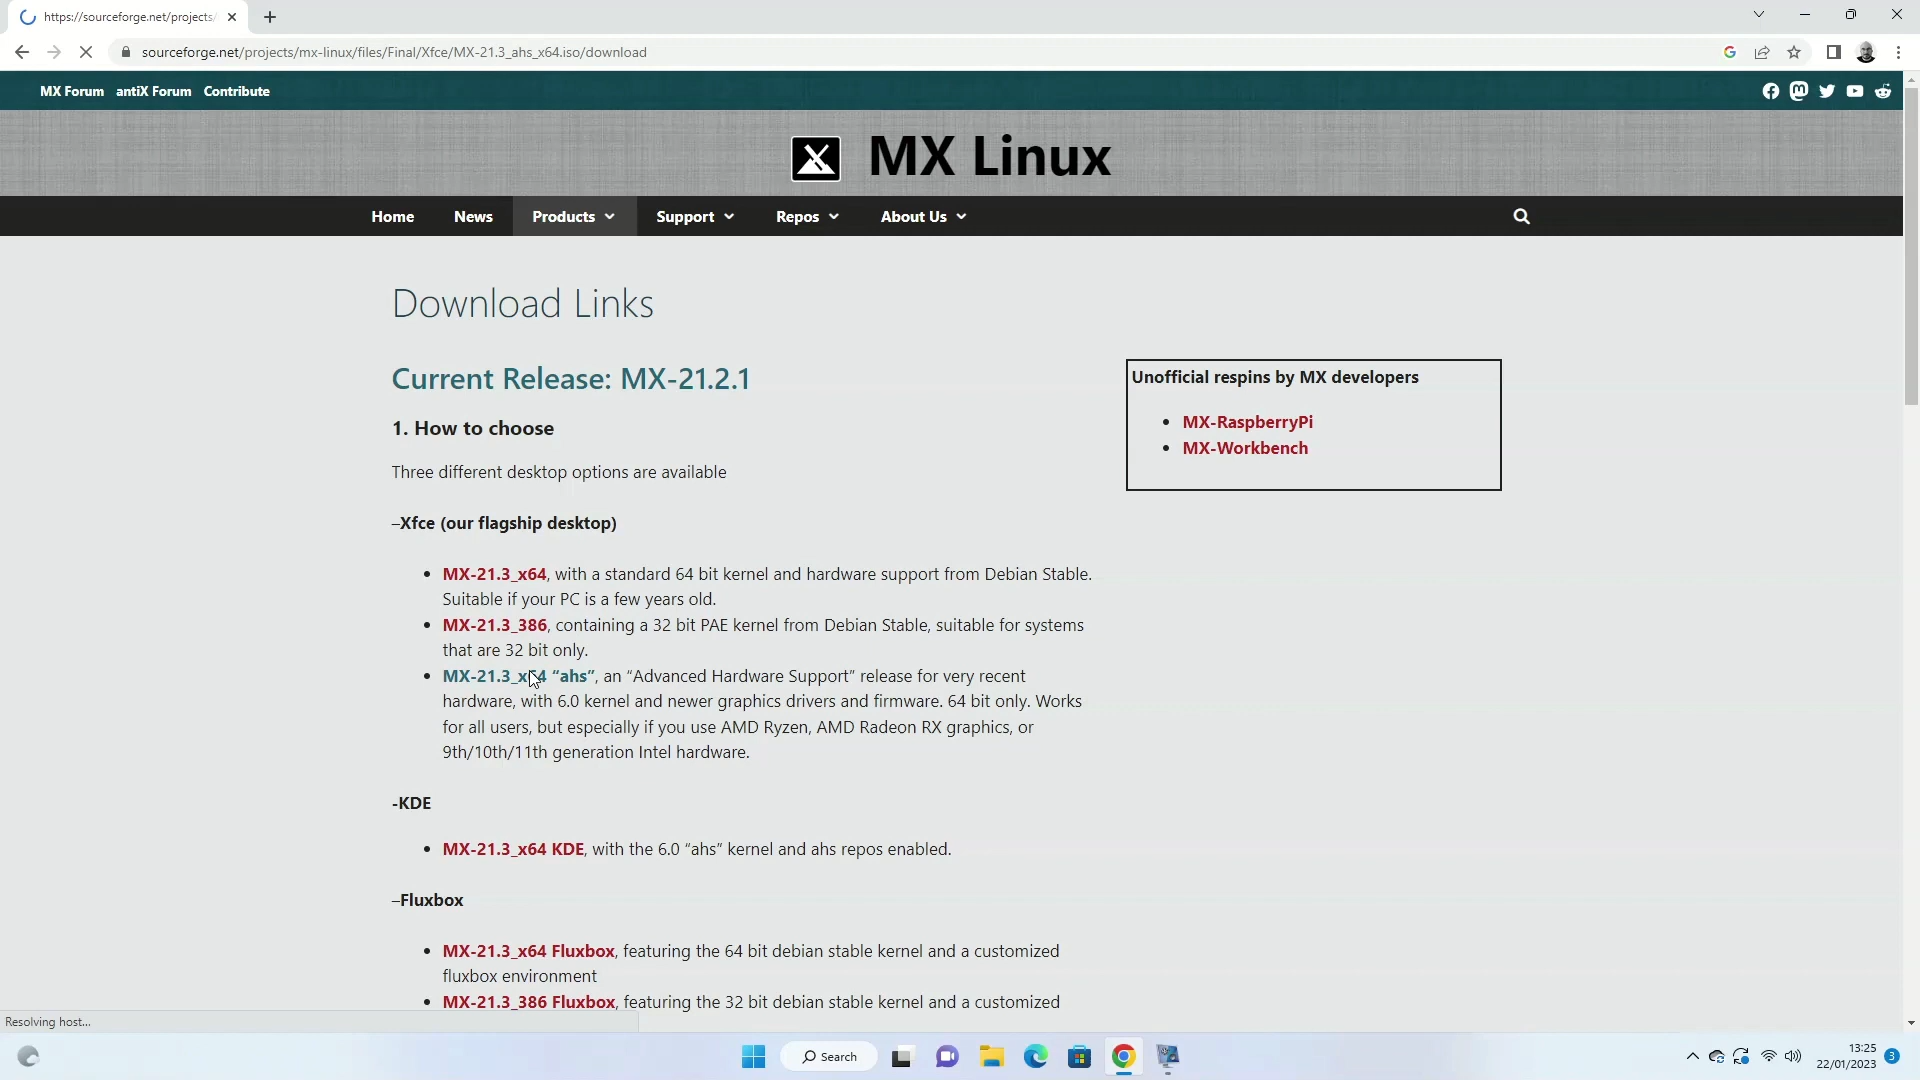 https://sourceforge.net/projects/
sourceforge.net/projects/mx-linux/files/Final/Xfce/MX-21.3_ahs_x64.iso/download
MX Forum antiX Forum Contribute
MX Linux
Home News Products Support Repos About Us
Download Links
Current Release: MX-21.2.1
Unofficial respins by MX developers
MX-RaspberryPi
MX-Workbench
1. How to choose
Three different desktop options are available
–Xfce (our flagship desktop)
MX-21.3_x64, with a standard 64 bit kernel and hardware support from Debian Stable.
Suitable if your PC is a few years old.
MX-21.3_386, containing a 32 bit PAE kernel from Debian Stable, suitable for systems
that are 32 bit only.
MX-21.3_x64 “ahs”, an “Advanced Hardware Support” release for very recent
hardware, with 6.0 kernel and newer graphics drivers and firmware. 64 bit only. Works
for all users, but especially if you use AMD Ryzen, AMD Radeon RX graphics, or
9th/10th/11th generation Intel hardware.
-KDE
MX-21.3_x64 KDE, with the 6.0 “ahs” kernel and ahs repos enabled.
–Fluxbox
MX-21.3_x64 Fluxbox, featuring the 64 bit debian stable kernel and a customized
fluxbox environment
MX-21.3_386 Fluxbox, featuring the 32 bit debian stable kernel and a customized
Resolving host...
Search
13:25
22/01/2023
3